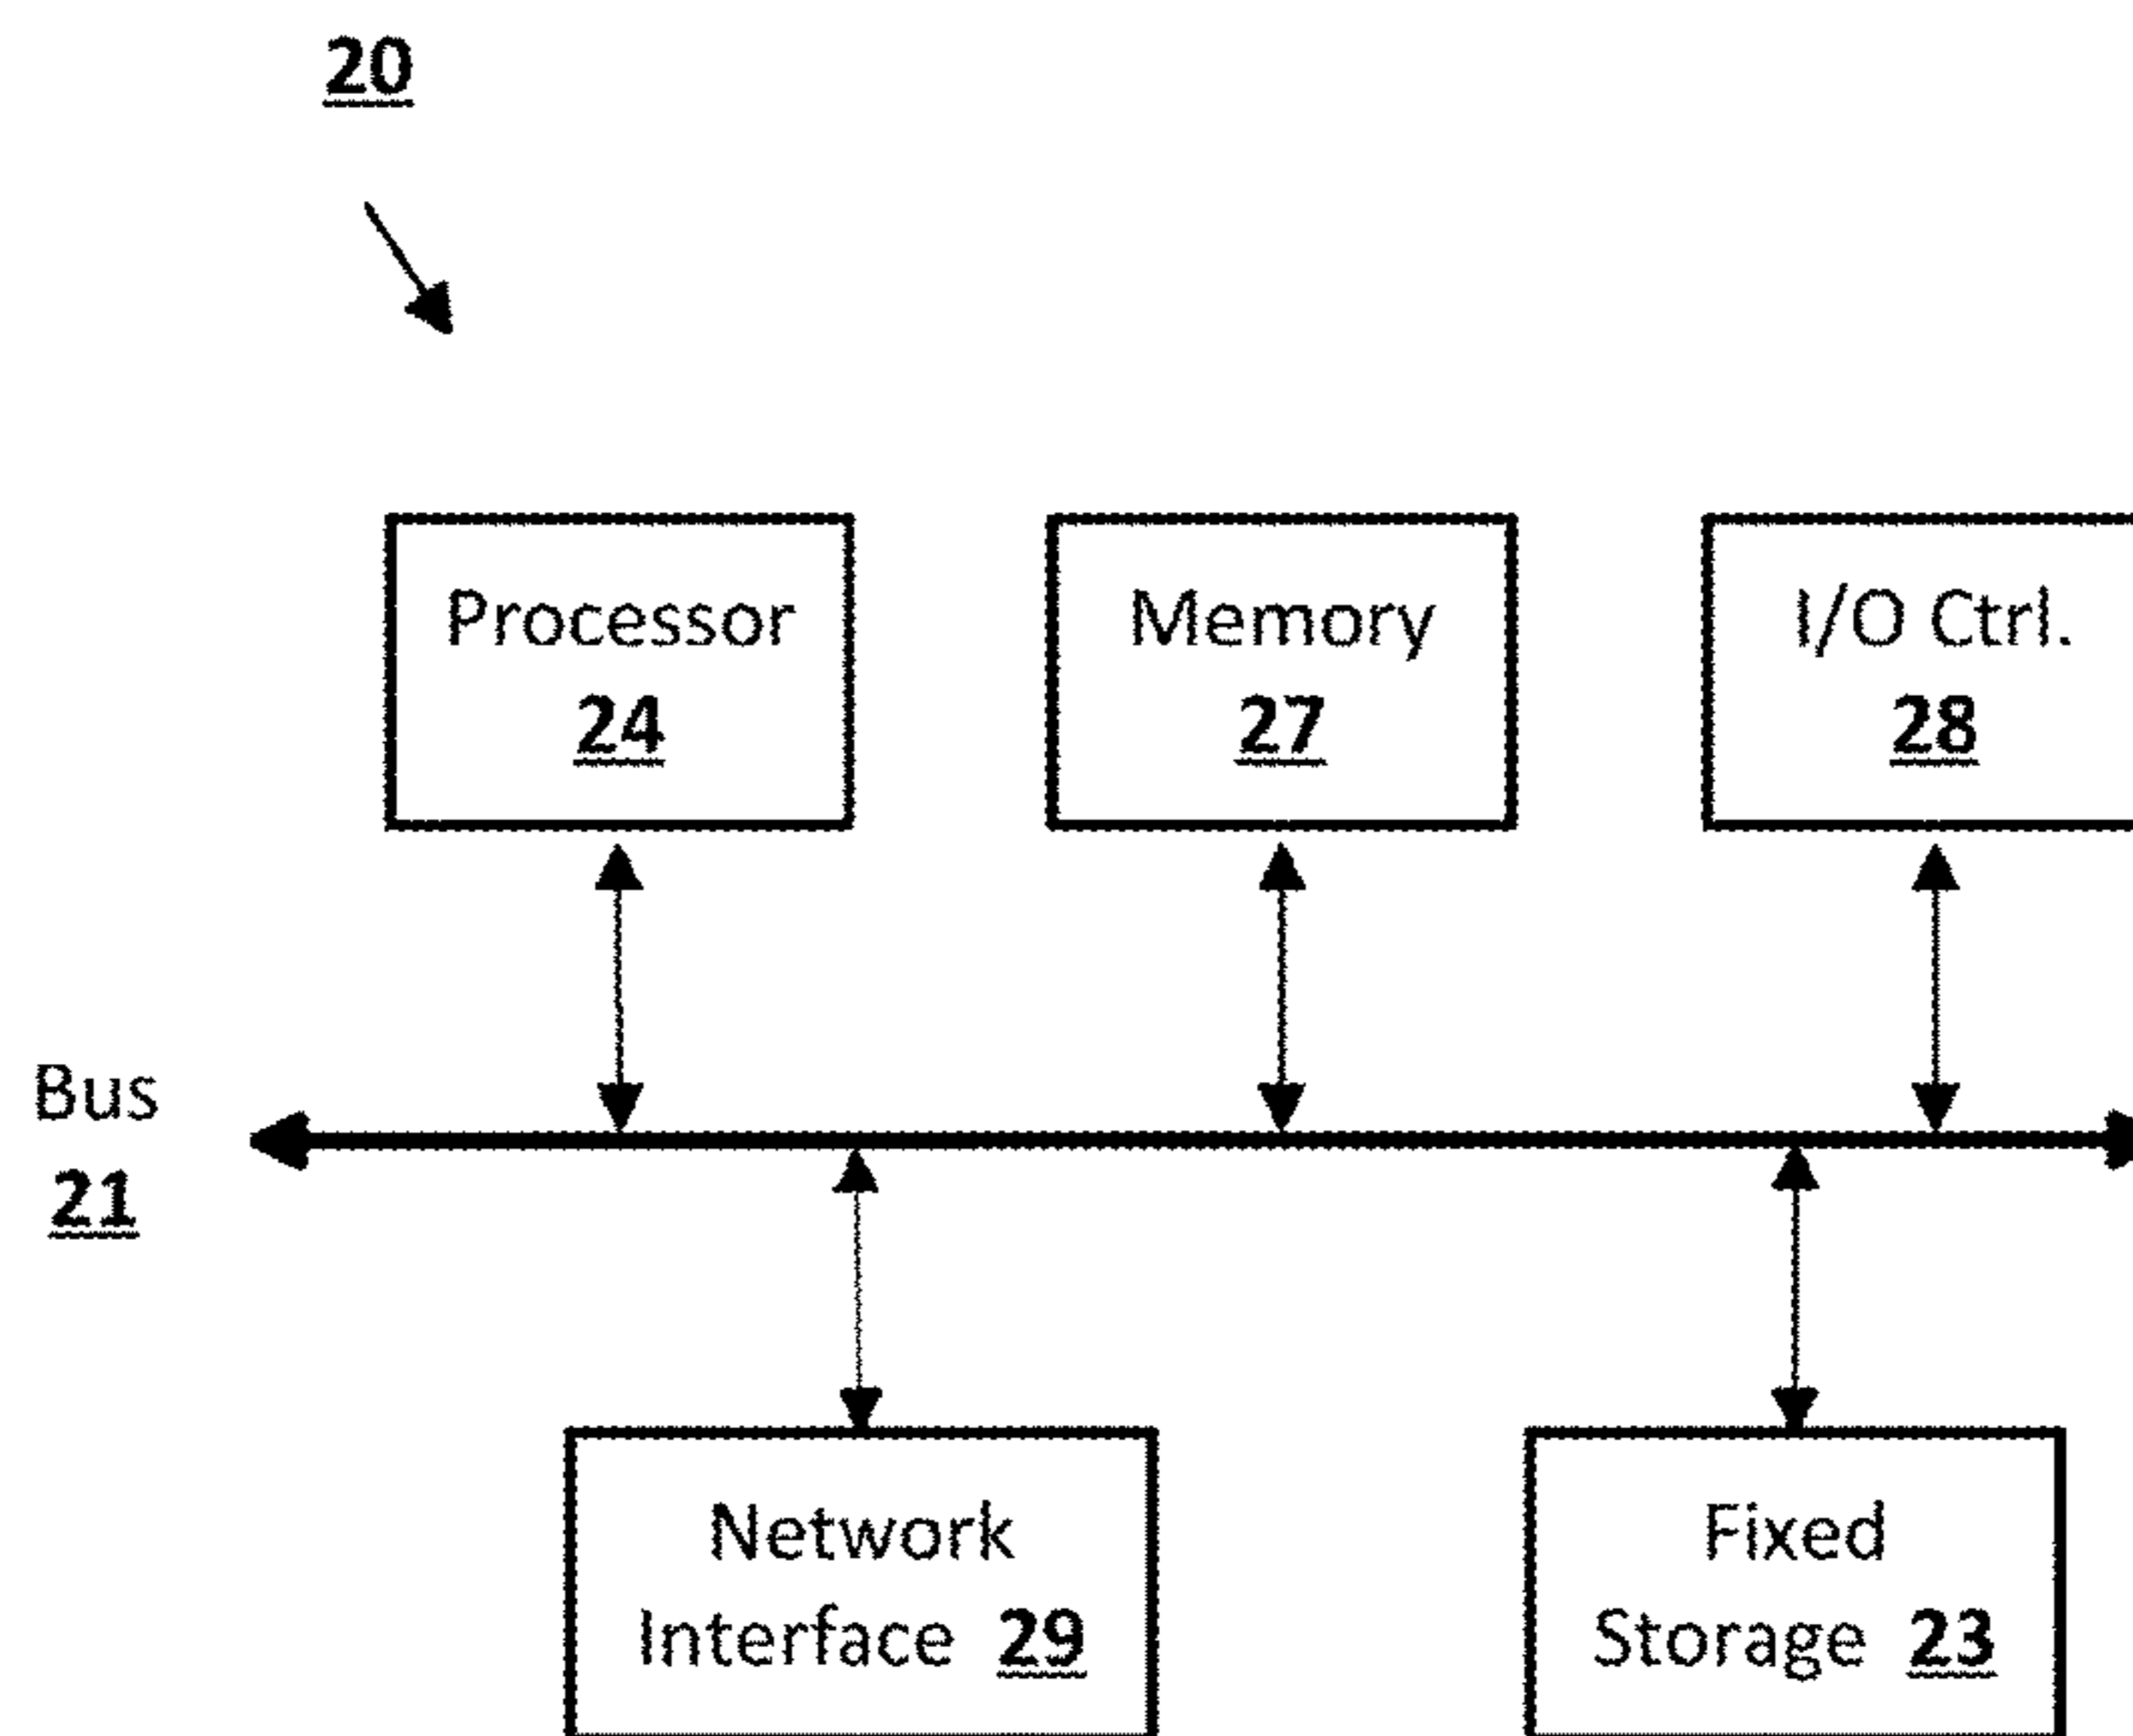 20
Processor
24
Memory
27
I/O Ctrl.
28
Bus
21
Network
Interface 29
Fixed
Storage 23